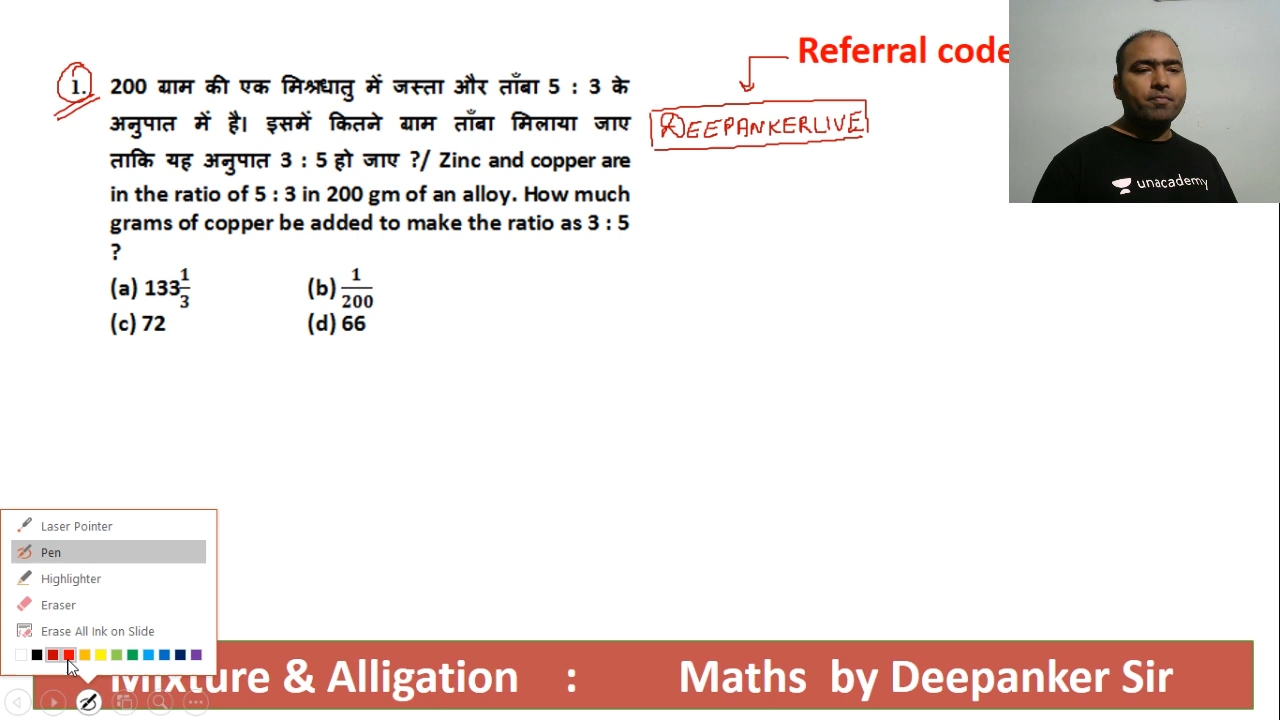 Referral code
1. 200 ग्राम की एक मिश्रधातु में जस्ता और ताँबा 5 : 3 के
DEEPANKERLIVE
अनुपात में है। इसमें कितने ग्राम ताँबा मिलाया जाए
ताकि यह अनुपात 3 : 5 हो जाए ?/ Zinc and copper are
in the ratio of 5 : 3 in 200 gm of an alloy. How much
grams of copper be added to make the ratio as 3 : 5
?
(a) 133 1/3 (b) 1/200
(c) 72 (d) 66
unacademy
Laser Pointer
Pen
Highlighter
Eraser
Erase All Ink on Slide
Mixture & Alligation : Maths by Deepanker Sir